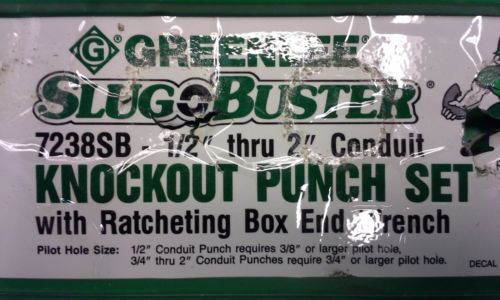 G GREENLEE®
SLUG BUSTER®
7238SB - 1/2" thru 2" Conduit
KNOCKOUT PUNCH SET
with Ratcheting Box End Wrench
Pilot Hole Size: 1/2" Conduit Punch requires 3/8" or larger pilot hole,
3/4" thru 2" Conduit Punches require 3/4" or larger pilot hole.
DECAL